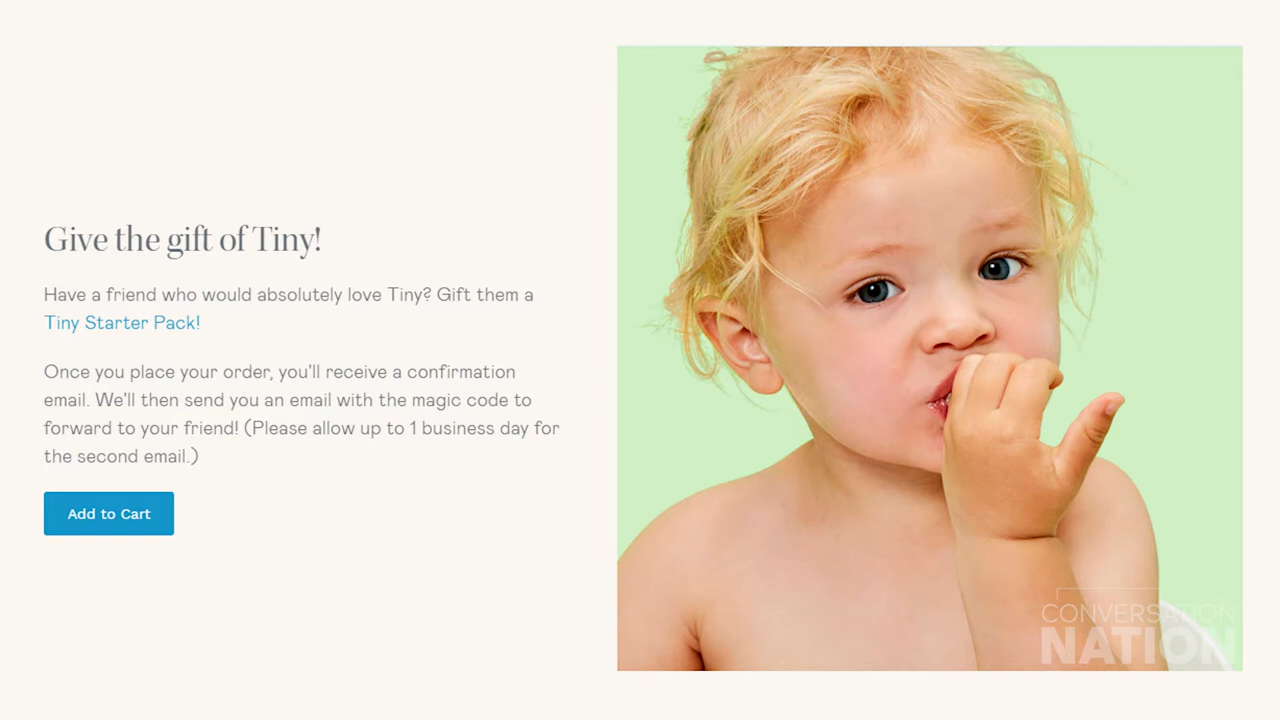 Give the gift of Tiny!
Have a friend who would absolutely love Tiny? Gift them a
Tiny Starter Pack!
Once you place your order, you'll receive a confirmation
email. We'll then send you an email with the magic code to
forward to your friend! (Please allow up to 1 business day for
the second email.)
Add to Cart
CONVERSATION
NATION